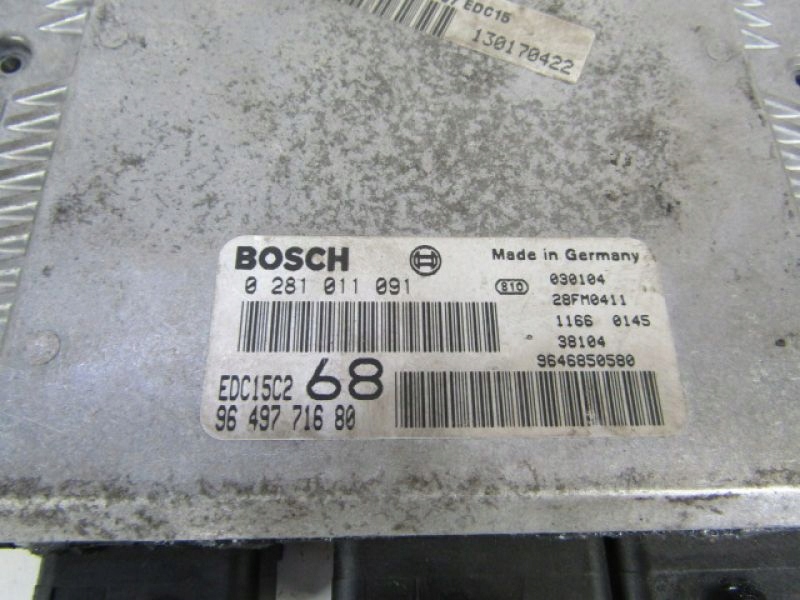 EDC15
130170422
BOSCH
Made in Germany
0 281 011 091
810
030104
28FM0411
1166 0145
38104
9646850580
EDC15C2 68
96 497 716 80